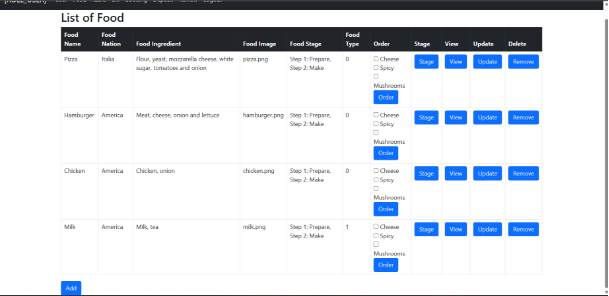 List of Food
Food Name Food Nation Food Ingredient Food Image Food Stage Food Type Order Stage View Update Delete
Pizza Italia Flour, yeast, mozzarella cheese, white Pizza.png Step 1: Prepare, 0 Cheese Stage View Update Remove
sugar, tomatoes and onion Step 2: Make Spicy
Mushrooms
Order
Hamburger America Meat, cheese, onion and lettuce hamburger.png Step 1: Prepare, 0 Cheese Stage View Update Remove
Step 2: Make Spicy
Mushrooms
Order
Chicken America Chicken, union chicken.png Step 1: Prepare, 0 Cheese Stage View Update Remove
Step 2: Make Spicy
Mushrooms
Order
Milk America Milk, tea milk.png Step 1: Prepare, 1 Cheese Stage View Update Remove
Step 2: Make Spicy
Mushrooms
Order
Add